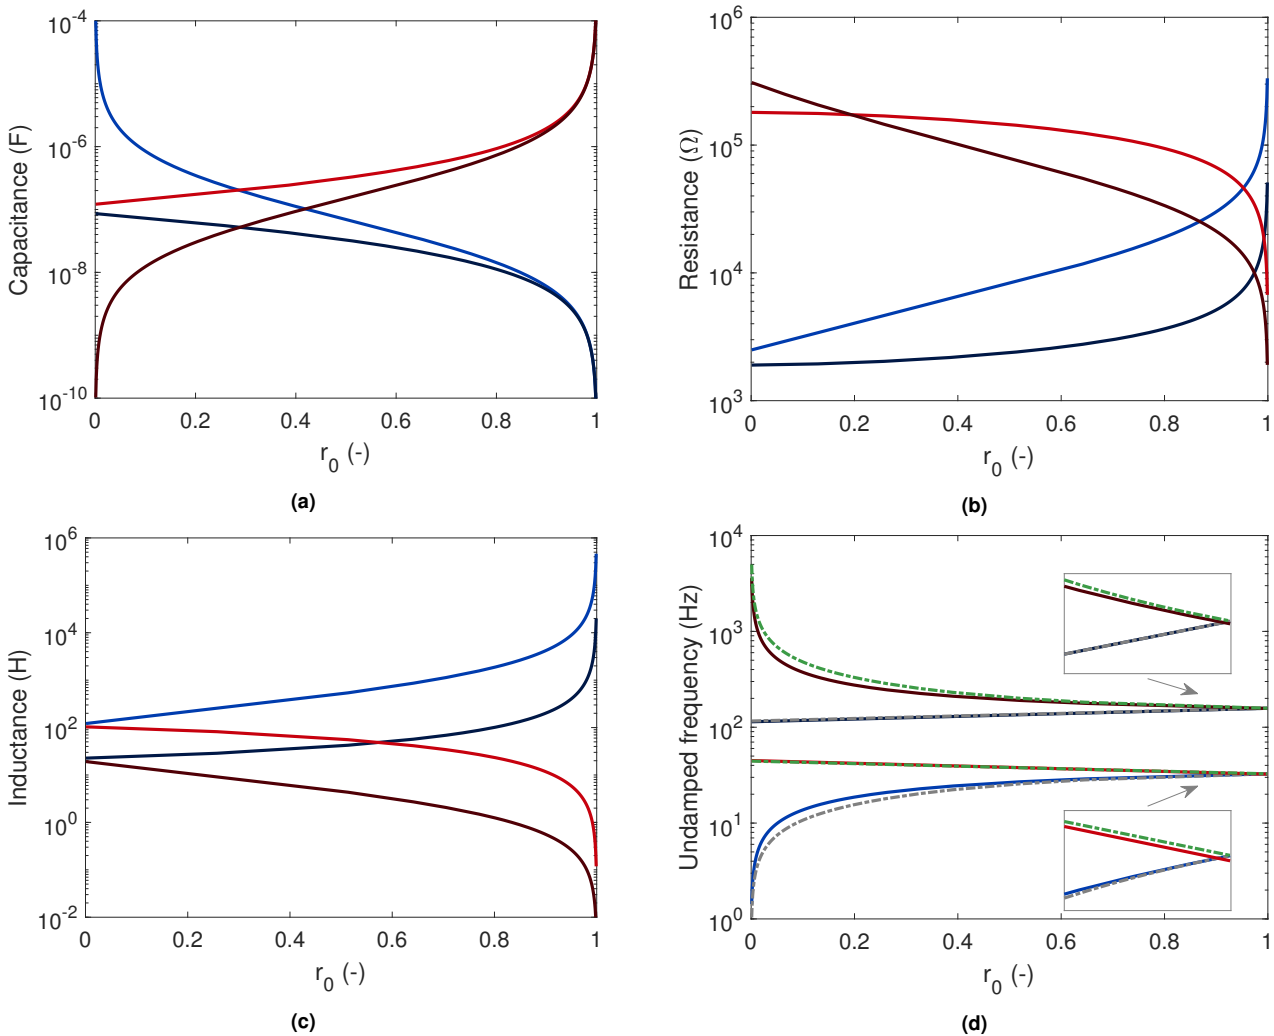 10^-4
10^-6
10^-8
10^-10
Capacitance (F)
0 0.2 0.4 0.6 0.8 1
r_0 (-)
(a)
10^6
10^5
10^4
10^3
Resistance (Ω)
0 0.2 0.4 0.6 0.8 1
r_0 (-)
(b)
10^6
10^4
10^2
10^0
10^-2
Inductance (H)
0 0.2 0.4 0.6 0.8 1
r_0 (-)
(c)
10^4
10^3
10^2
10^1
10^0
Undamped frequency (Hz)
0 0.2 0.4 0.6 0.8 1
r_0 (-)
(d)